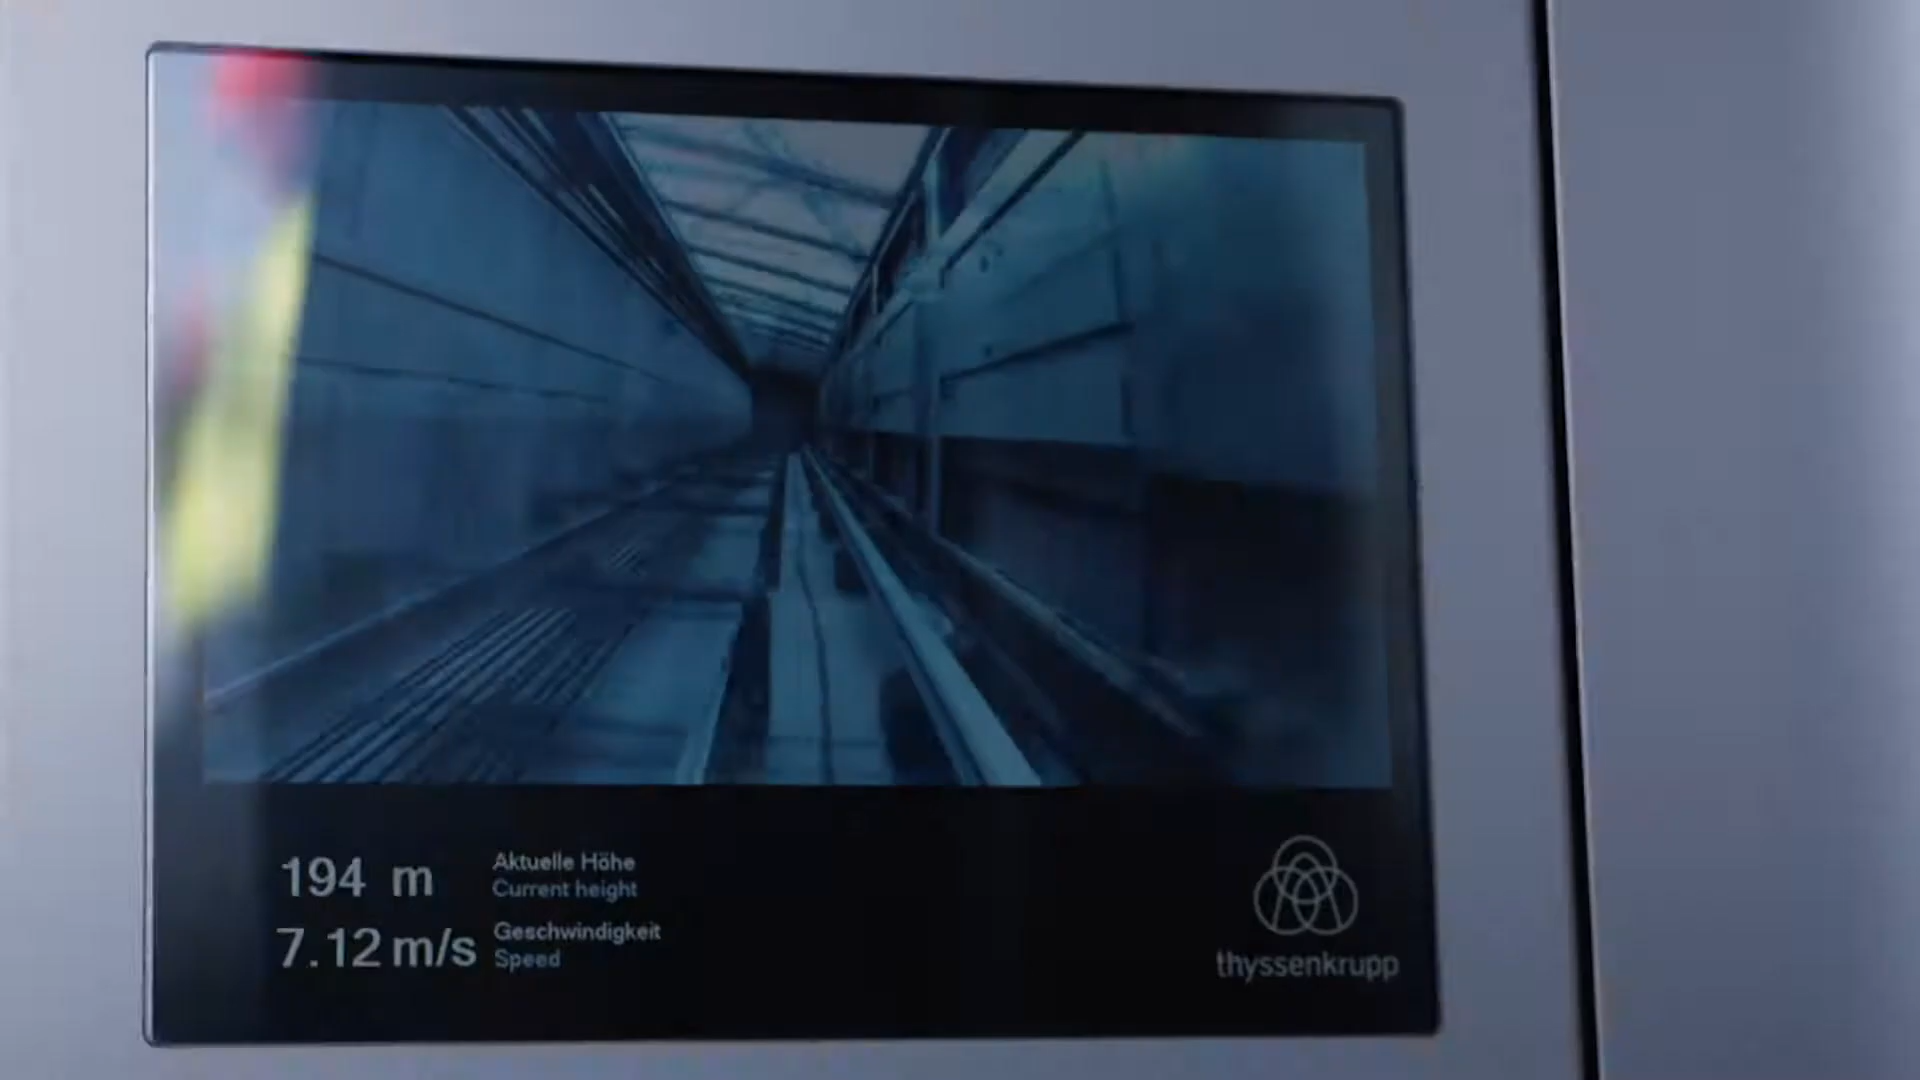 194 m
Aktuelle Höhe
Current height
7.12 m/s
Geschwindigkeit
Speed
thyssenkrupp